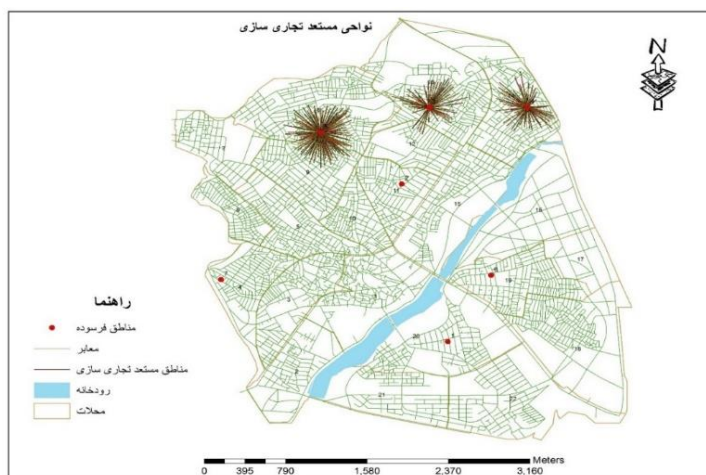 نواحی مستعد تجاری سازی
N
راهنما
مناطق فرسوده
معابر
مناطق مستعد تجاری سازی
رودخانه
محلات
Meters
0 395 790 1,580 2,370 3,160